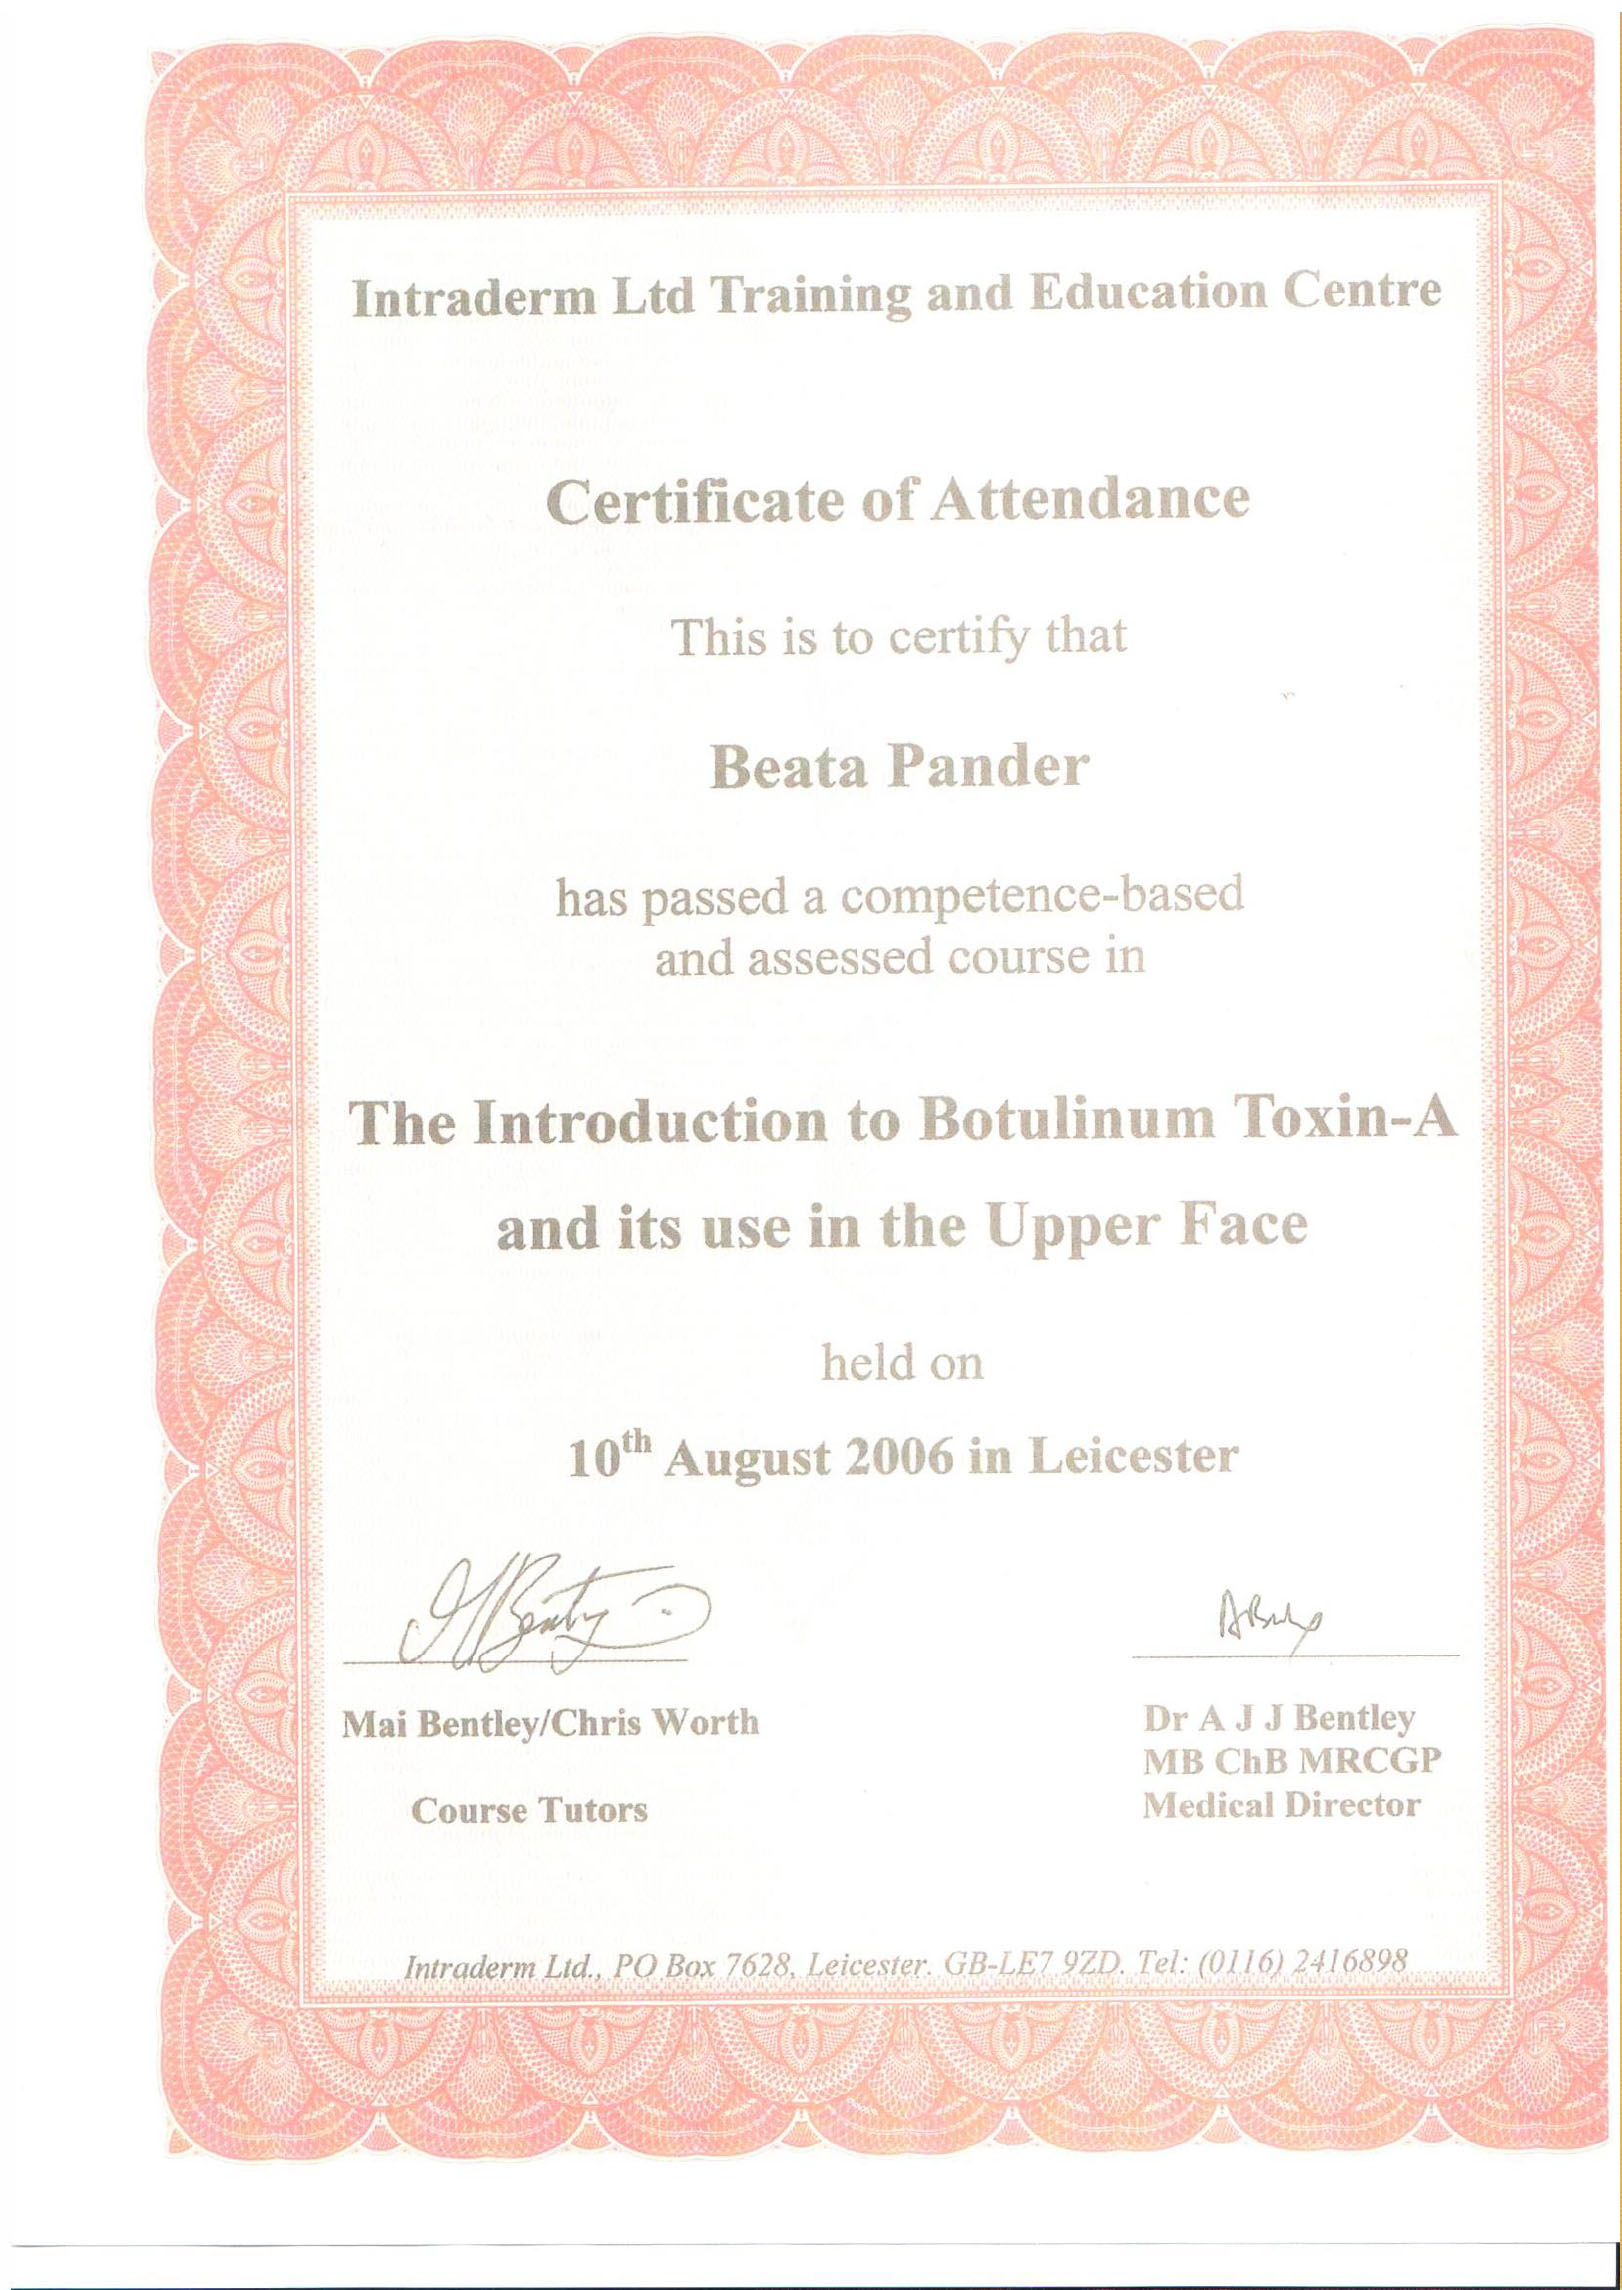 Intraderm Ltd Training and Education Centre
Certificate of Attendance
This is to certify that
Beata Pander
has passed a competence-based
and assessed course in
The Introduction to Botulinum Toxin-A
and its use in the Upper Face
held on
10th August 2006 in Leicester
Mai Bentley/Chris Worth
Course Tutors
Dr A J J Bentley
MB ChB MRCGP
Medical Director
Intraderm Ltd., PO Box 7628, Leicester. GB-LE7 9ZD. Tel: (0116) 2416898